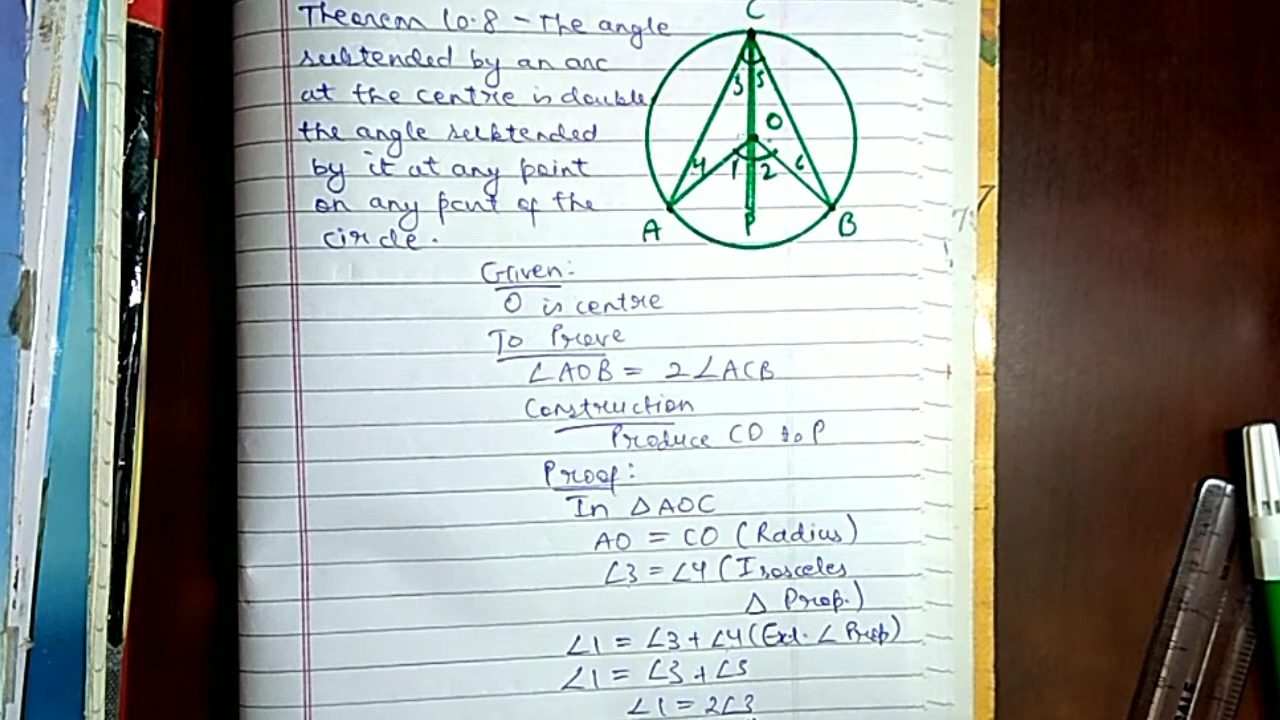 Theorem 10.8 - The angle
subtended by an arc
at the centre is double
the angle subtended
by it at any point
on any part of the
circle.
C
3 5
O
4 1 2 6
A P B
Given:
O is centre
To Prove
∠AOB = 2∠ACB
Construction
Produce CO to P
Proof:
In △AOC
AO = CO (Radius)
∠3 = ∠4 (Isosceles
△ Prop.)
∠1 = ∠3 + ∠4 (Ext. ∠ Prop)
∠1 = ∠3 + ∠3
∠1 = 2∠3